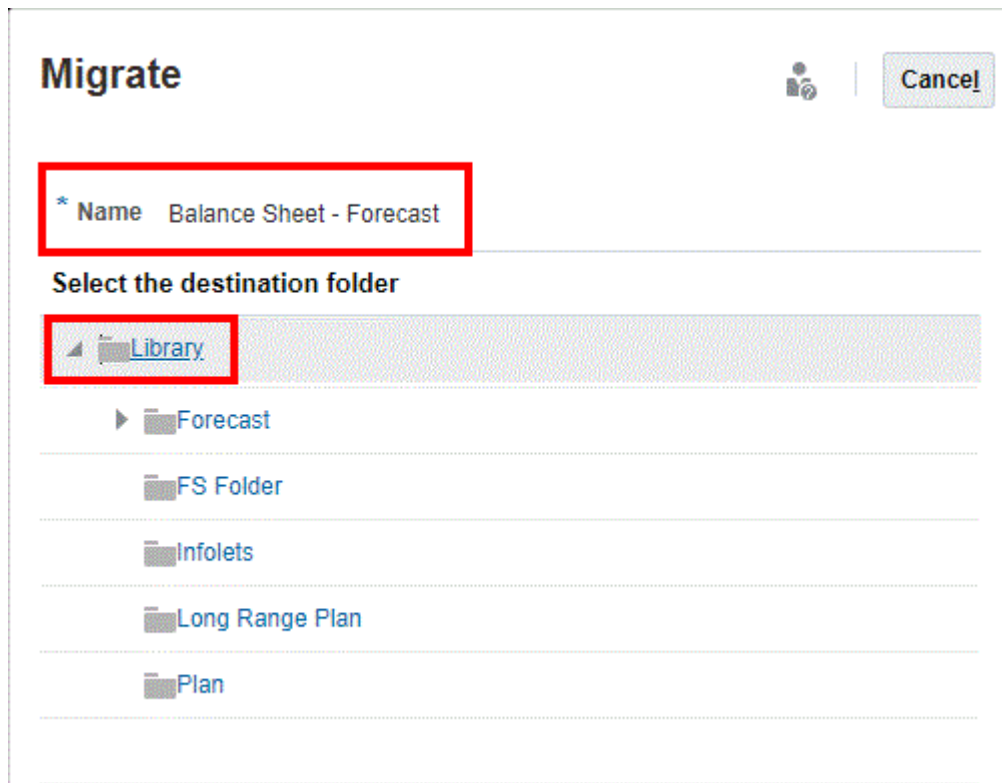 Migrate
Cancel
* Name Balance Sheet - Forecast
Select the destination folder
Library
Forecast
FS Folder
Infolets
Long Range Plan
Plan